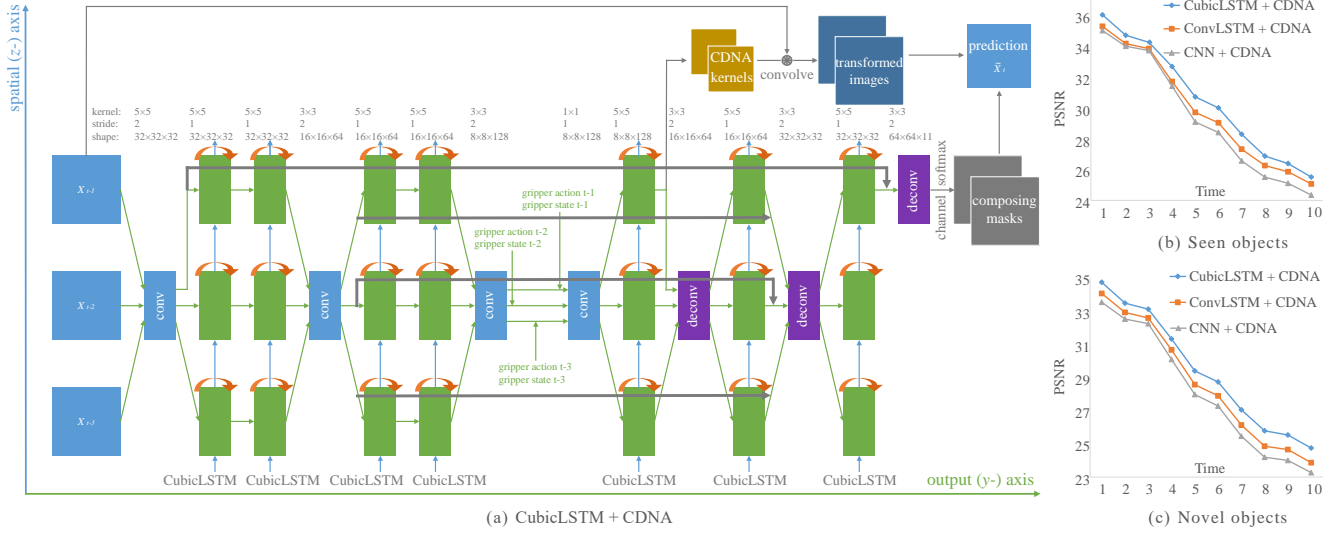 spatial (z-) axis
CDNA
kernels
convolve
transformed
images
prediction
x̃ t
kernel: 5×5 5×5 5×5 3×3 5×5 5×5 3×3 1×1 5×5 3×3 5×5 3×3 5×5 3×3
stride: 2 1 1 2 1 1 2 1 1 2 1 2 1 2
shape: 32×32×32 32×32×32 32×32×32 16×16×64 16×16×64 16×16×64 8×8×128 8×8×128 8×8×128 16×16×64 16×16×64 32×32×32 32×32×32 64×64×11
X t-1
deconv
channel softmax
composing
masks
gripper action t-1
gripper state t-1
gripper action t-2
gripper state t-2
X t-2
conv
conv
conv
conv
deconv
deconv
gripper action t-3
gripper state t-3
X t-3
CubicLSTM CubicLSTM CubicLSTM CubicLSTM CubicLSTM CubicLSTM CubicLSTM
output (y-) axis
(a) CubicLSTM + CDNA
PSNR
36
34
32
30
28
26
24
CubicLSTM + CDNA
ConvLSTM + CDNA
CNN + CDNA
Time
1 2 3 4 5 6 7 8 9 10
(b) Seen objects
PSNR
35
33
31
29
27
25
23
CubicLSTM + CDNA
ConvLSTM + CDNA
CNN + CDNA
Time
1 2 3 4 5 6 7 8 9 10
(c) Novel objects